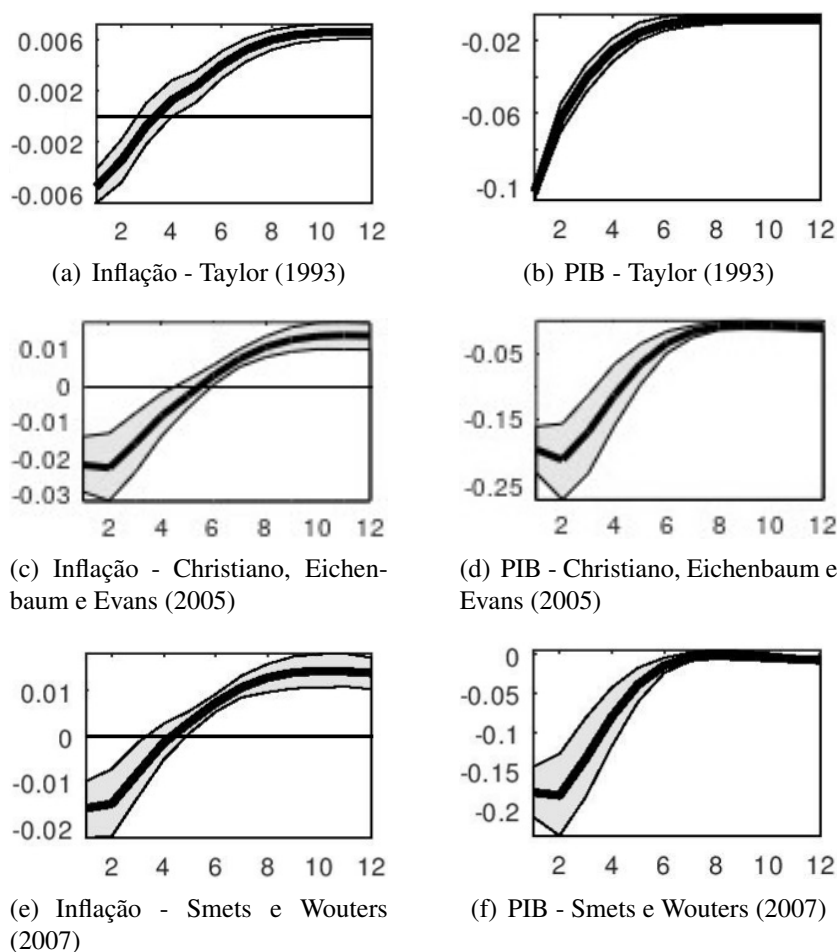 0.006
0.002
-0.002
-0.006
2 4 6 8 10 12
(a) Inflação - Taylor (1993)
-0.02
-0.06
-0.1
2 4 6 8 10 12
(b) PIB - Taylor (1993)
0.01
0
-0.01
-0.02
-0.03
2 4 6 8 10 12
(c) Inflação - Christiano, Eichen-
baum e Evans (2005)
-0.05
-0.15
-0.25
2 4 6 8 10 12
(d) PIB - Christiano, Eichenbaum e
Evans (2005)
0.01
0
-0.01
-0.02
2 4 6 8 10 12
(e) Inflação - Smets e Wouters
(2007)
0
-0.05
-0.1
-0.15
-0.2
2 4 6 8 10 12
(f) PIB - Smets e Wouters (2007)